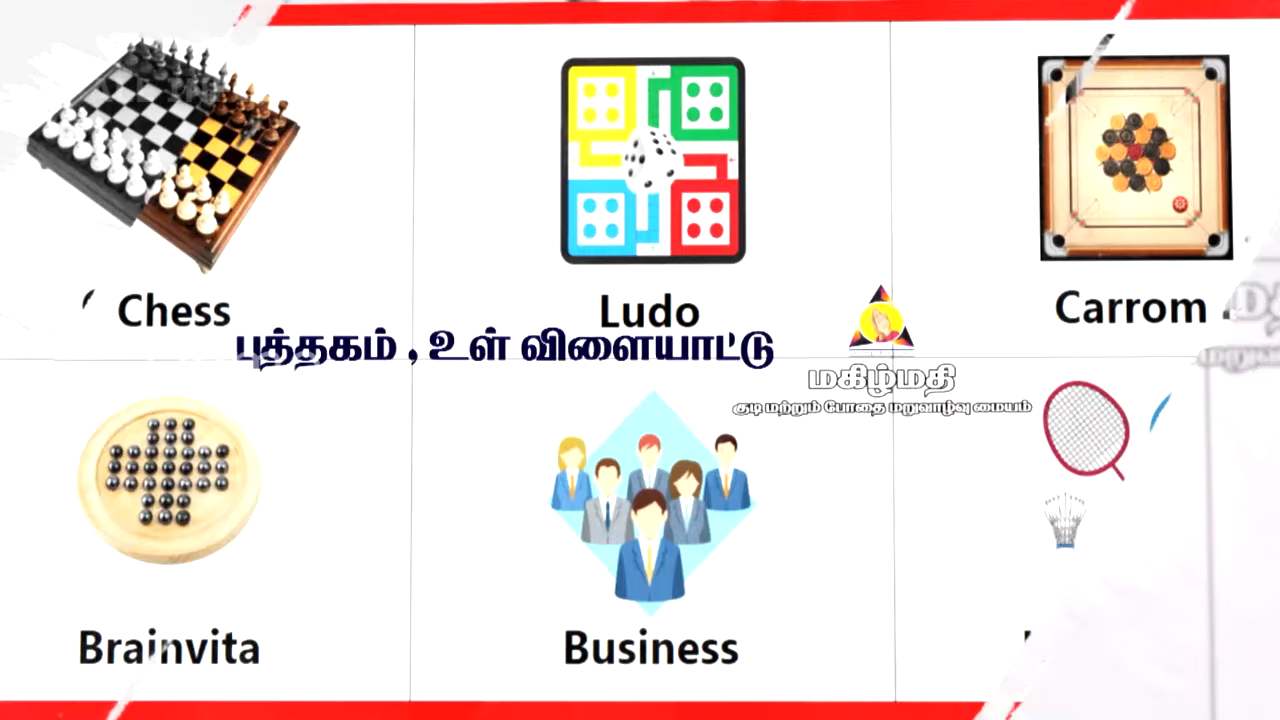 Chess
Ludo
Carrom
புத்தகம் , உள் விளையாட்டு
மகிழ்மதி
குடி மற்றும் போதை மறுவாழ்வு மையம்
Brainvita
Business